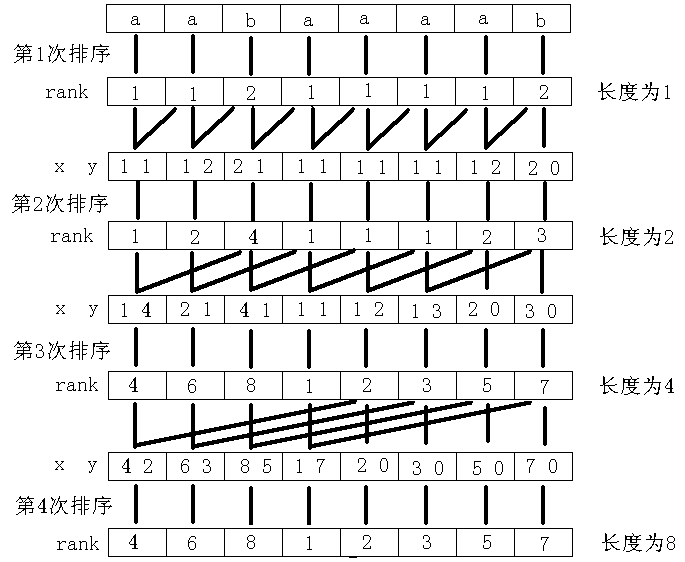 a a b a a a a b
第1次排序
rank 1 1 2 1 1 1 1 2 长度为1
x y 1 1 1 2 2 1 1 1 1 1 1 1 1 2 2 0
第2次排序
rank 1 2 4 1 1 1 2 3 长度为2
x y 1 4 2 1 4 1 1 1 1 2 1 3 2 0 3 0
第3次排序
rank 4 6 8 1 2 3 5 7 长度为4
x y 4 2 6 3 8 5 1 7 2 0 3 0 5 0 7 0
第4次排序
rank 4 6 8 1 2 3 5 7 长度为8